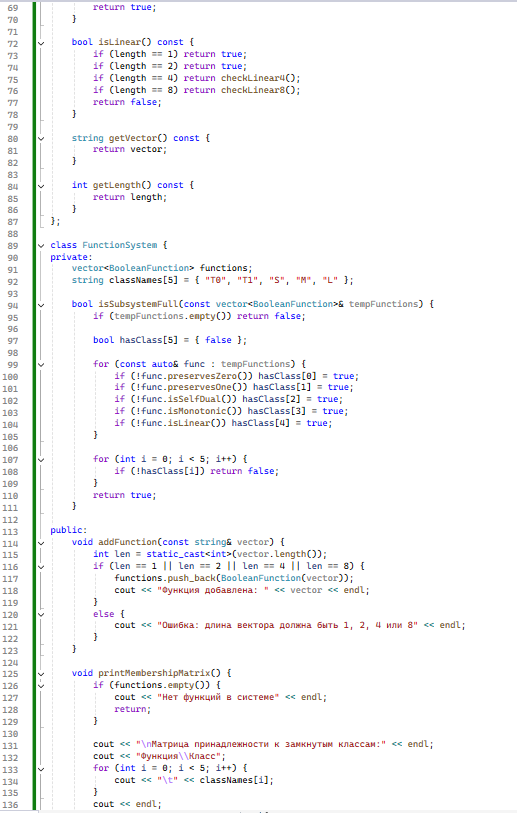 69 return true;
70 }
71
72 bool isLinear() const {
73 if (length == 1) return true;
74 if (length == 2) return true;
75 if (length == 4) return checkLinear4();
76 if (length == 8) return checkLinear8();
77 return false;
78 }
79
80 string getVector() const {
81 return vector;
82 }
83
84 int getLength() const {
85 return length;
86 }
87 };
88
89 class FunctionSystem {
90 private:
91 vector<BooleanFunction> functions;
92 string classNames[5] = { "T0", "T1", "S", "M", "L" };
93
94 bool isSubsystemFull(const vector<BooleanFunction>& tempFunctions) {
95 if (tempFunctions.empty()) return false;
96
97 bool hasClass[5] = { false };
98
99 for (const auto& func : tempFunctions) {
100 if (!func.preservesZero()) hasClass[0] = true;
101 if (!func.preservesOne()) hasClass[1] = true;
102 if (!func.isSelfDual()) hasClass[2] = true;
103 if (!func.isMonotonic()) hasClass[3] = true;
104 if (!func.isLinear()) hasClass[4] = true;
105 }
106
107 for (int i = 0; i < 5; i++) {
108 if (!hasClass[i]) return false;
109 }
110 return true;
111 }
112
113 public:
114 void addFunction(const string& vector) {
115 int len = static_cast<int>(vector.length());
116 if (len == 1 || len == 2 || len == 4 || len == 8) {
117 functions.push_back(BooleanFunction(vector));
118 cout << "Функция добавлена: " << vector << endl;
119 }
120 else {
121 cout << "Ошибка: длина вектора должна быть 1, 2, 4 или 8" << endl;
122 }
123 }
124
125 void printMembershipMatrix() {
126 if (functions.empty()) {
127 cout << "Нет функций в системе" << endl;
128 return;
129 }
130
131 cout << "\nМатрица принадлежности к замкнутым классам:" << endl;
132 cout << "Функция\\Класс";
133 for (int i = 0; i < 5; i++) {
134 cout << "\t" << classNames[i];
135 }
136 cout << endl;